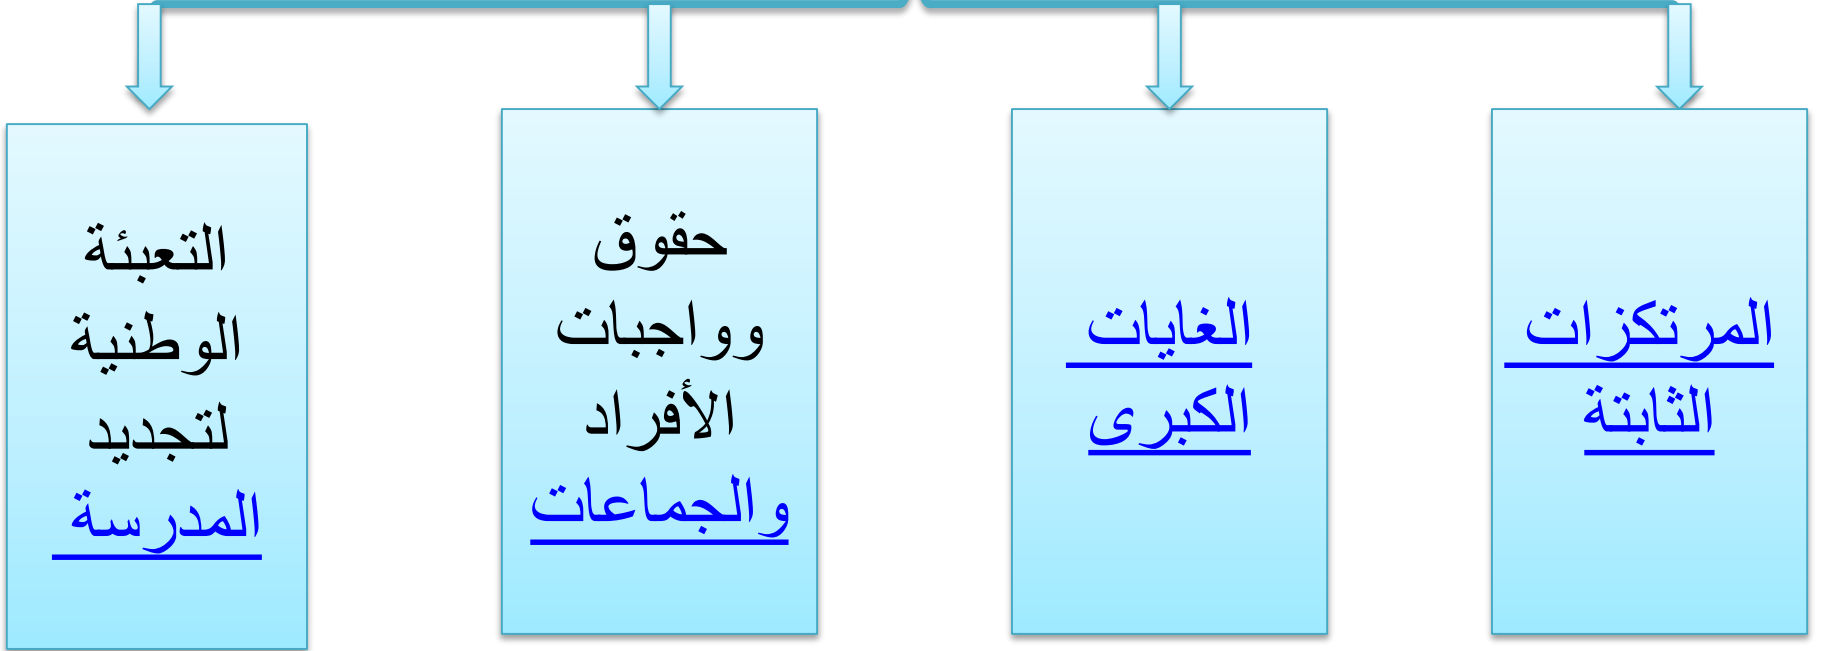 المرتكزات
الثابتة
الغايات
الكبرى
حقوق
وواجبات
الأفراد
والجماعات
التعبئة
الوطنية
لتجديد
المدرسة